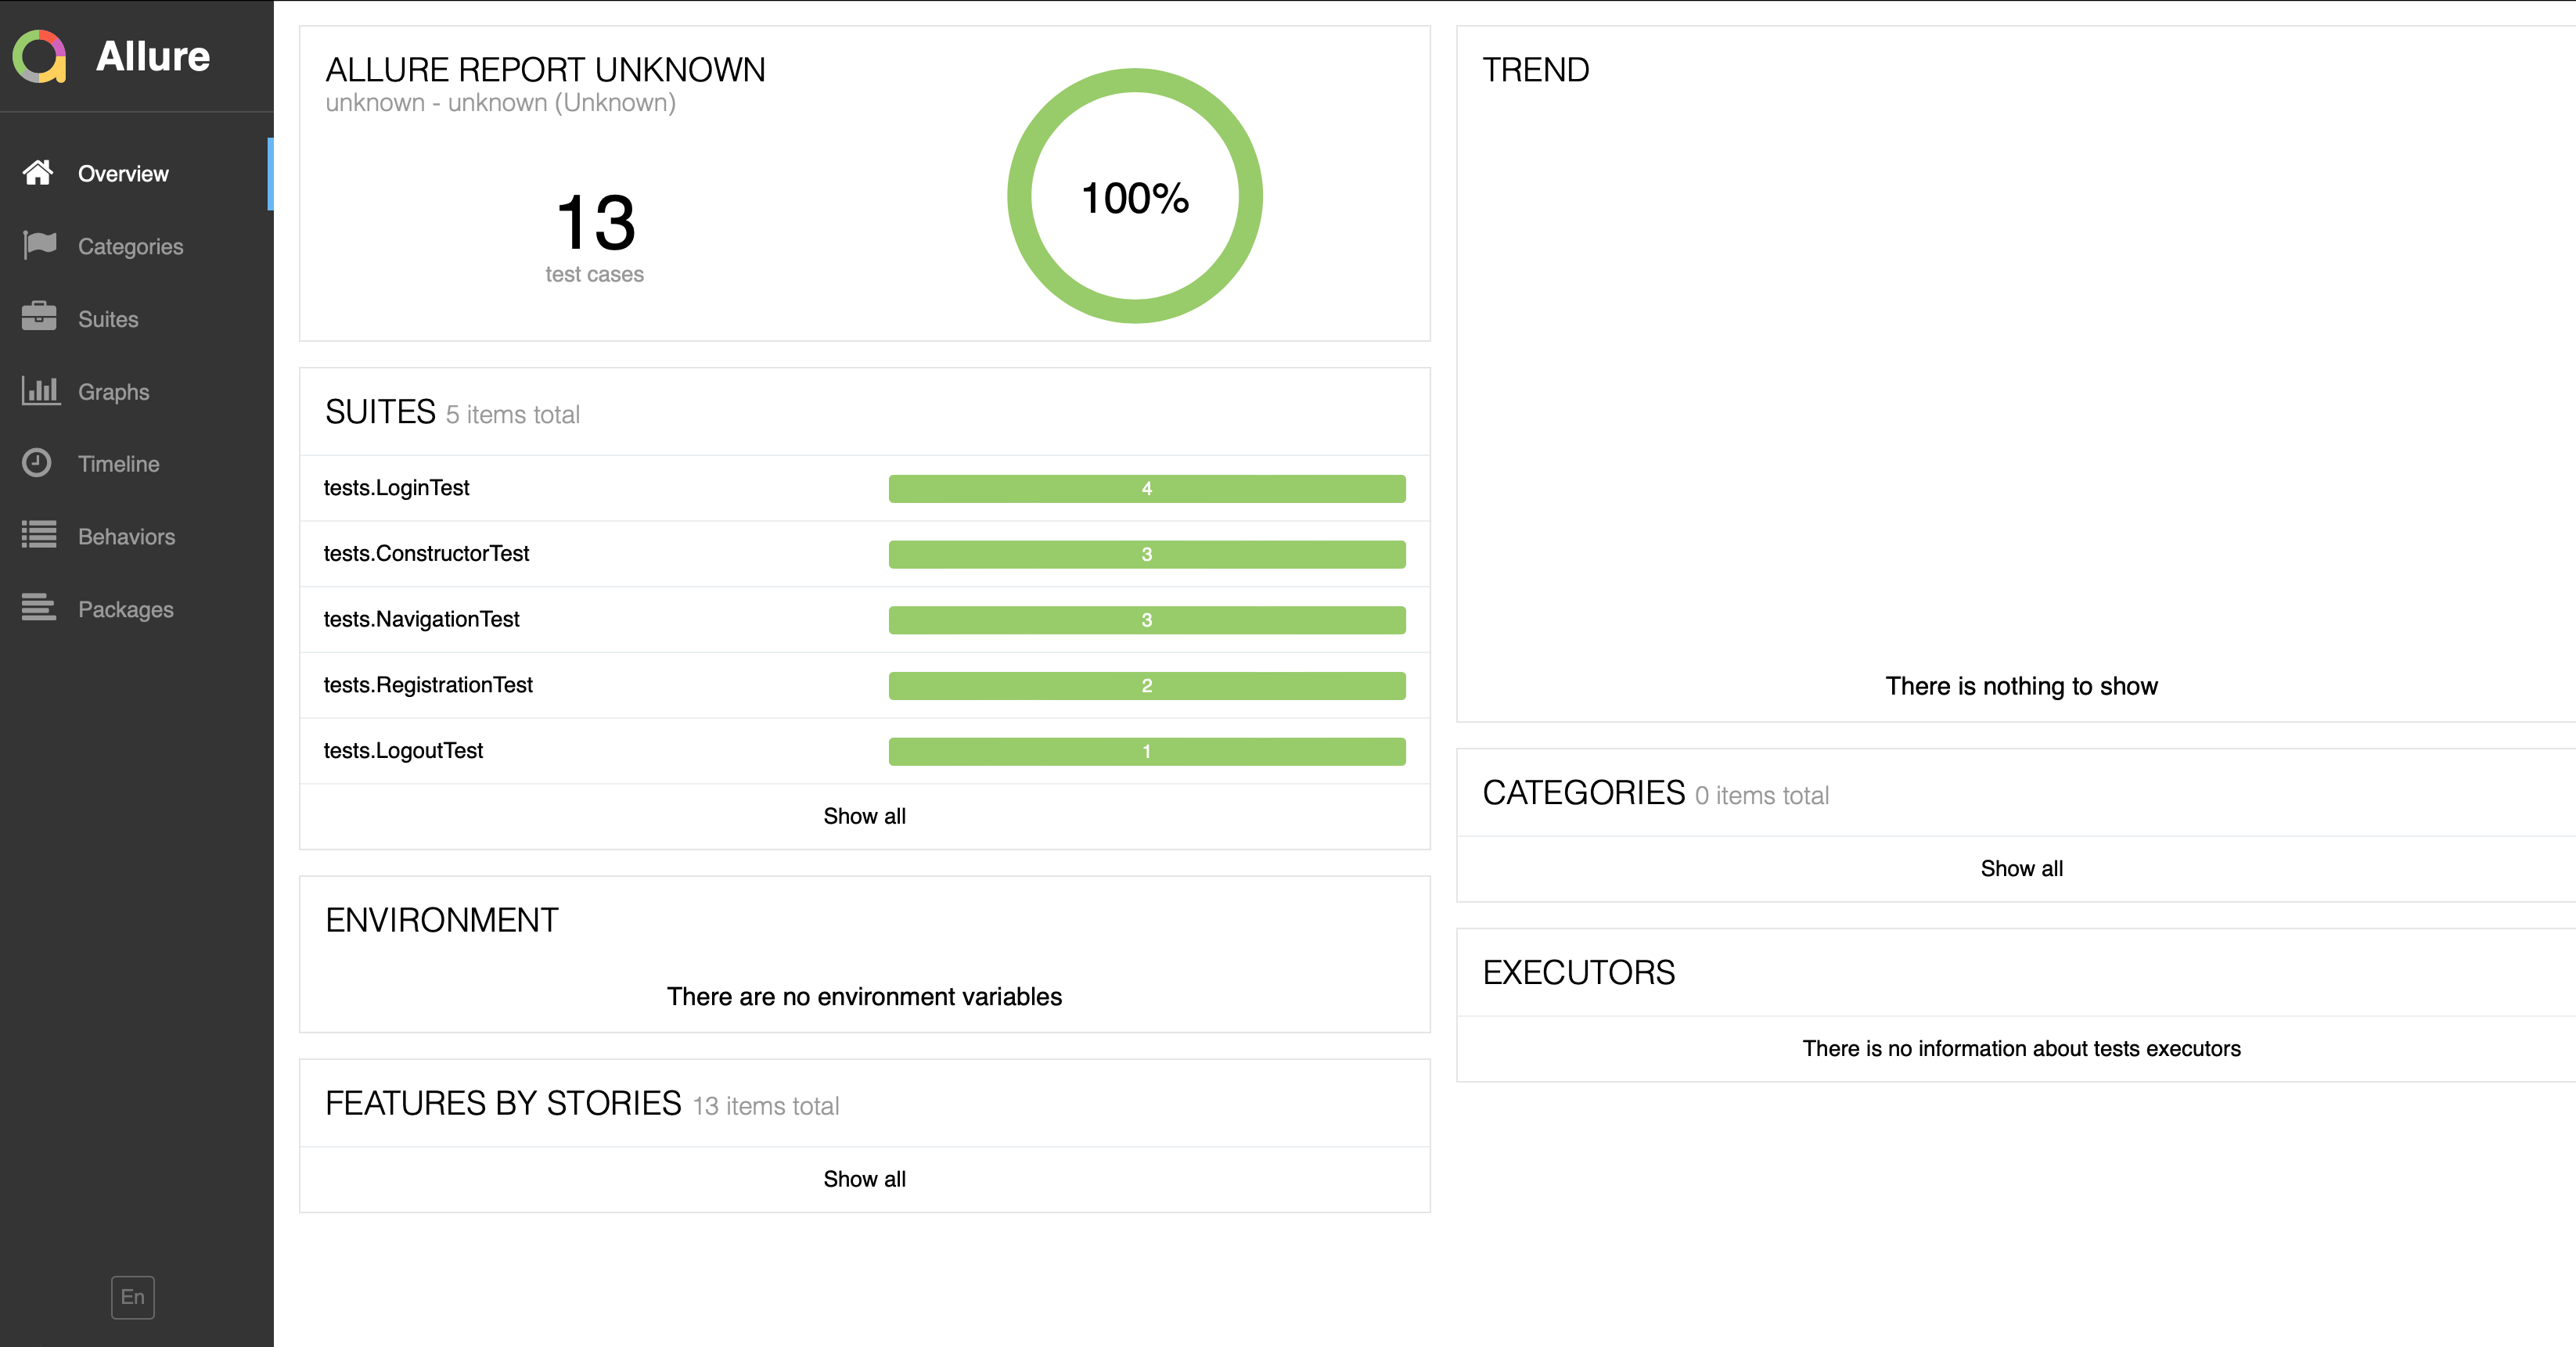 Allure
Overview
Categories
Suites
Graphs
Timeline
Behaviors
Packages
En
ALLURE REPORT UNKNOWN
unknown - unknown (Unknown)
13
test cases
100%
SUITES 5 items total
tests.LoginTest 4
tests.ConstructorTest 3
tests.NavigationTest 3
tests.RegistrationTest 2
tests.LogoutTest 1
Show all
ENVIRONMENT
There are no environment variables
FEATURES BY STORIES 13 items total
Show all
TREND
There is nothing to show
CATEGORIES 0 items total
Show all
EXECUTORS
There is no information about tests executors